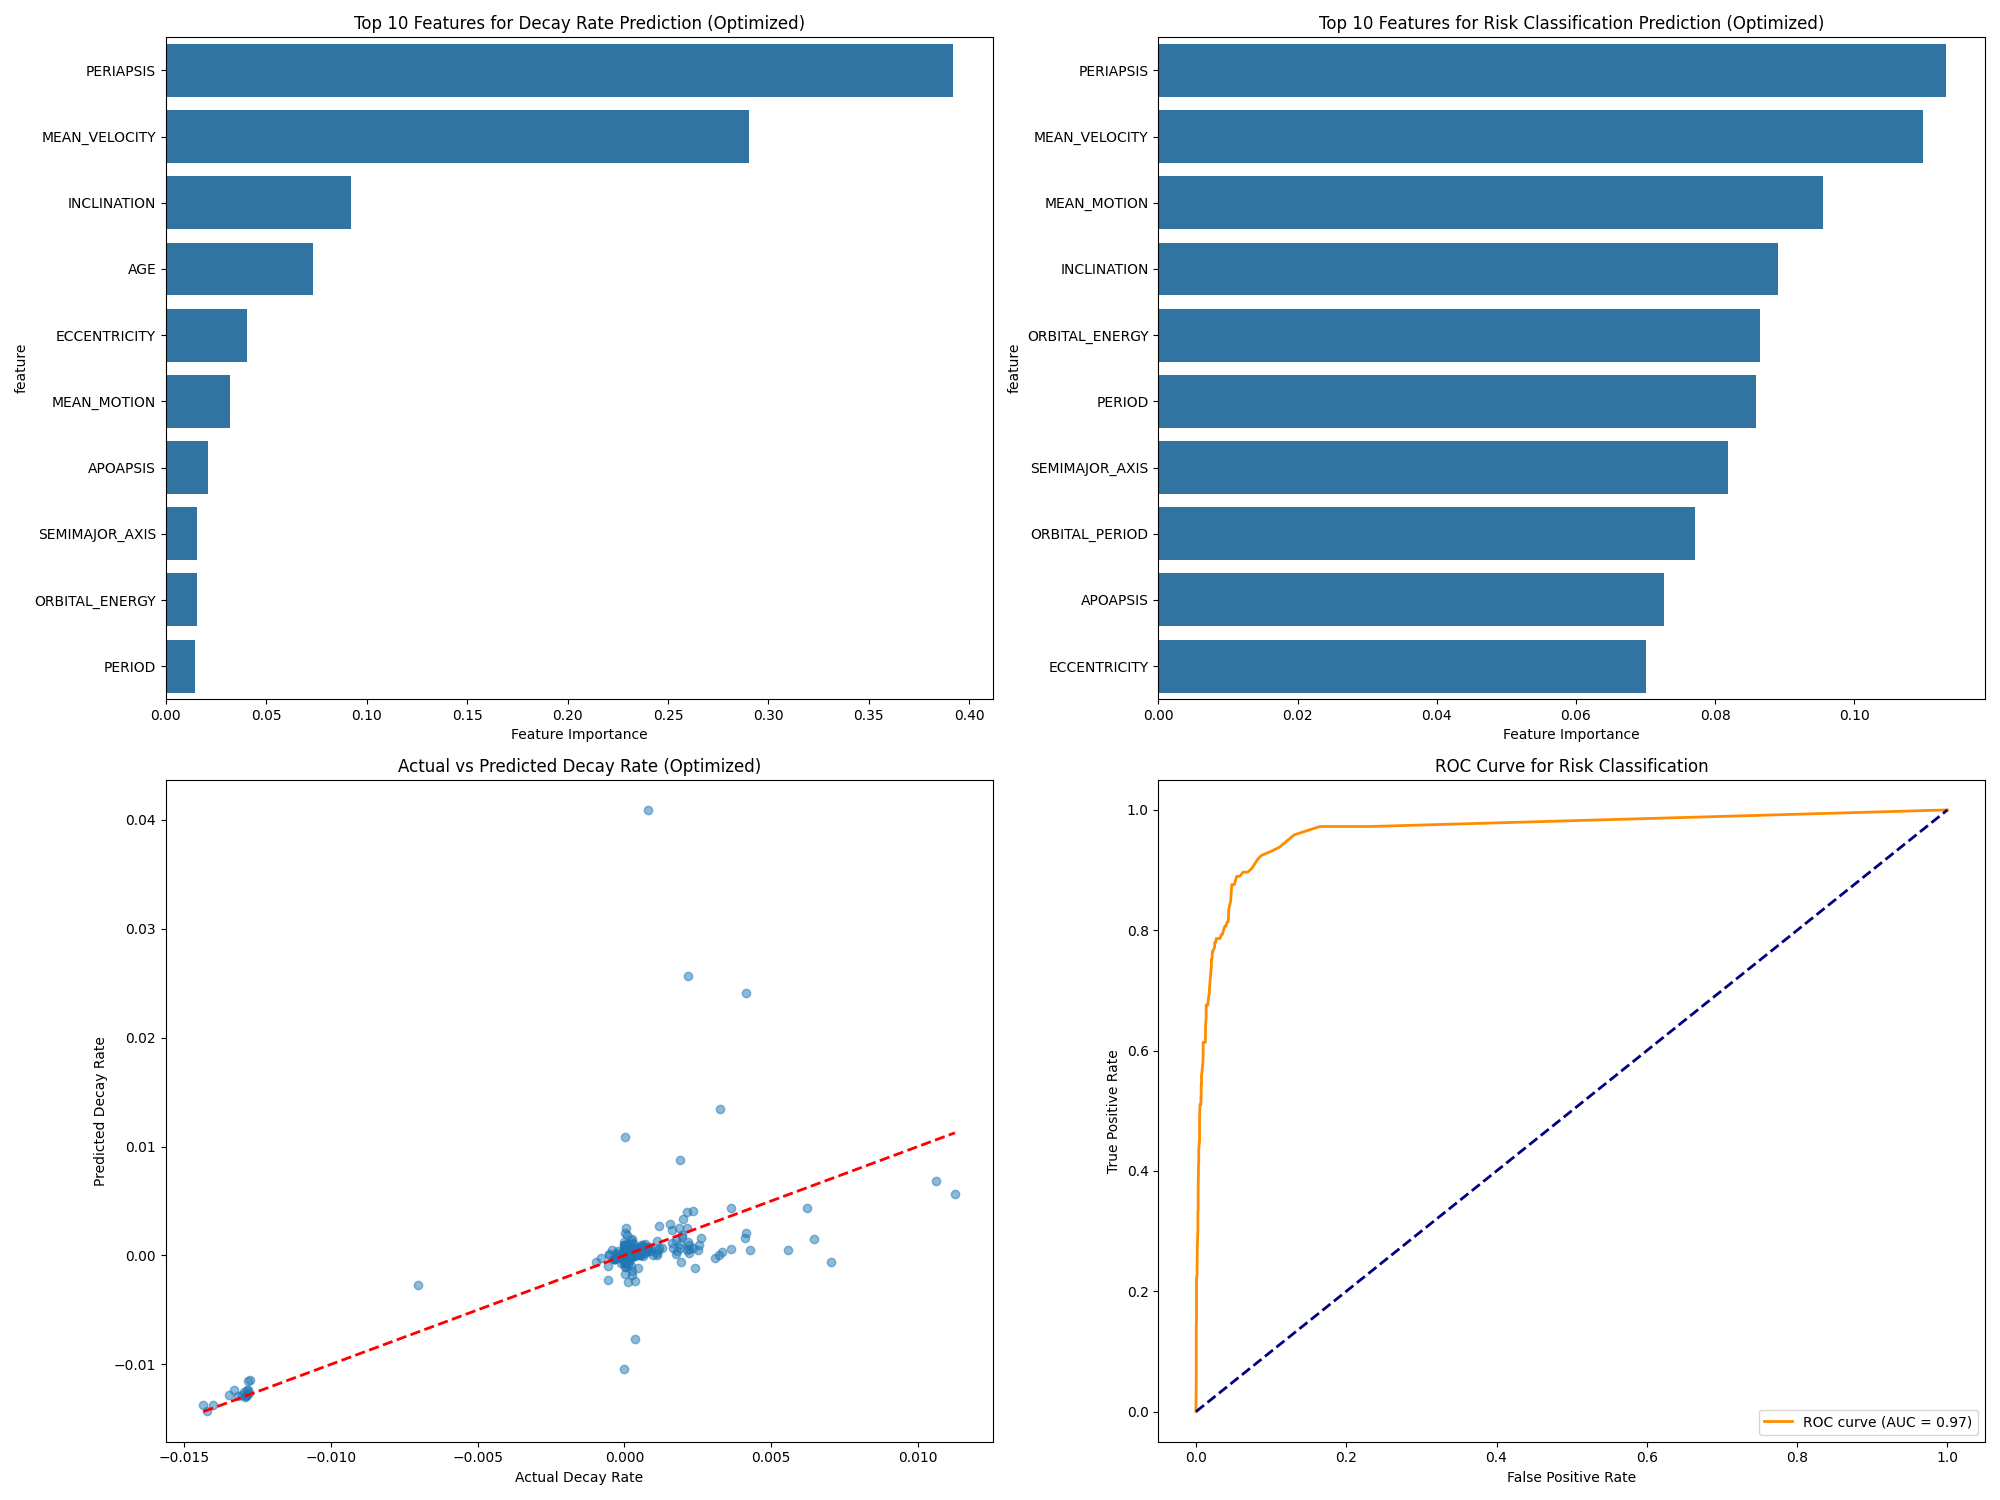 Top 10 Features for Decay Rate Prediction (Optimized)
PERIAPSIS
MEAN_VELOCITY
INCLINATION
AGE
ECCENTRICITY
MEAN_MOTION
APOAPSIS
SEMIMAJOR_AXIS
ORBITAL_ENERGY
PERIOD
feature
0.00 0.05 0.10 0.15 0.20 0.25 0.30 0.35 0.40
Feature Importance
Top 10 Features for Risk Classification Prediction (Optimized)
PERIAPSIS
MEAN_VELOCITY
MEAN_MOTION
INCLINATION
ORBITAL_ENERGY
PERIOD
SEMIMAJOR_AXIS
ORBITAL_PERIOD
APOAPSIS
ECCENTRICITY
feature
0.00 0.02 0.04 0.06 0.08 0.10
Feature Importance
Actual vs Predicted Decay Rate (Optimized)
0.04
0.03
0.02
0.01
0.00
−0.01
Predicted Decay Rate
−0.015 −0.010 −0.005 0.000 0.005 0.010
Actual Decay Rate
ROC Curve for Risk Classification
1.0
0.8
0.6
0.4
0.2
0.0
True Positive Rate
ROC curve (AUC = 0.97)
0.0 0.2 0.4 0.6 0.8 1.0
False Positive Rate